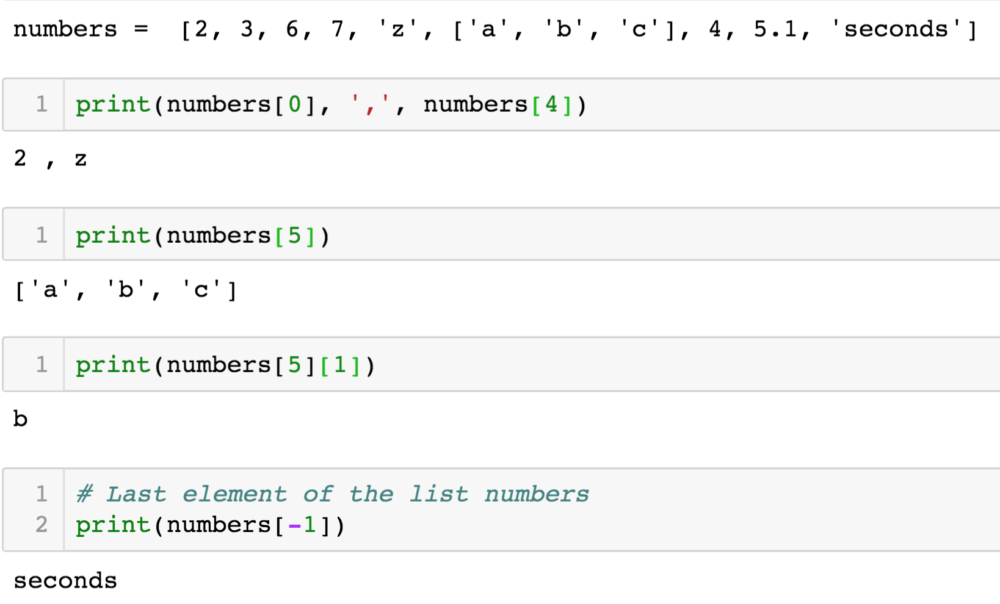 numbers =  [2, 3, 6, 7, 'z', ['a', 'b', 'c'], 4, 5.1, 'seconds']
1 print(numbers[0], ',', numbers[4])
2 , z
1 print(numbers[5])
['a', 'b', 'c']
1 print(numbers[5][1])
b
1 # Last element of the list numbers
2 print(numbers[-1])
seconds